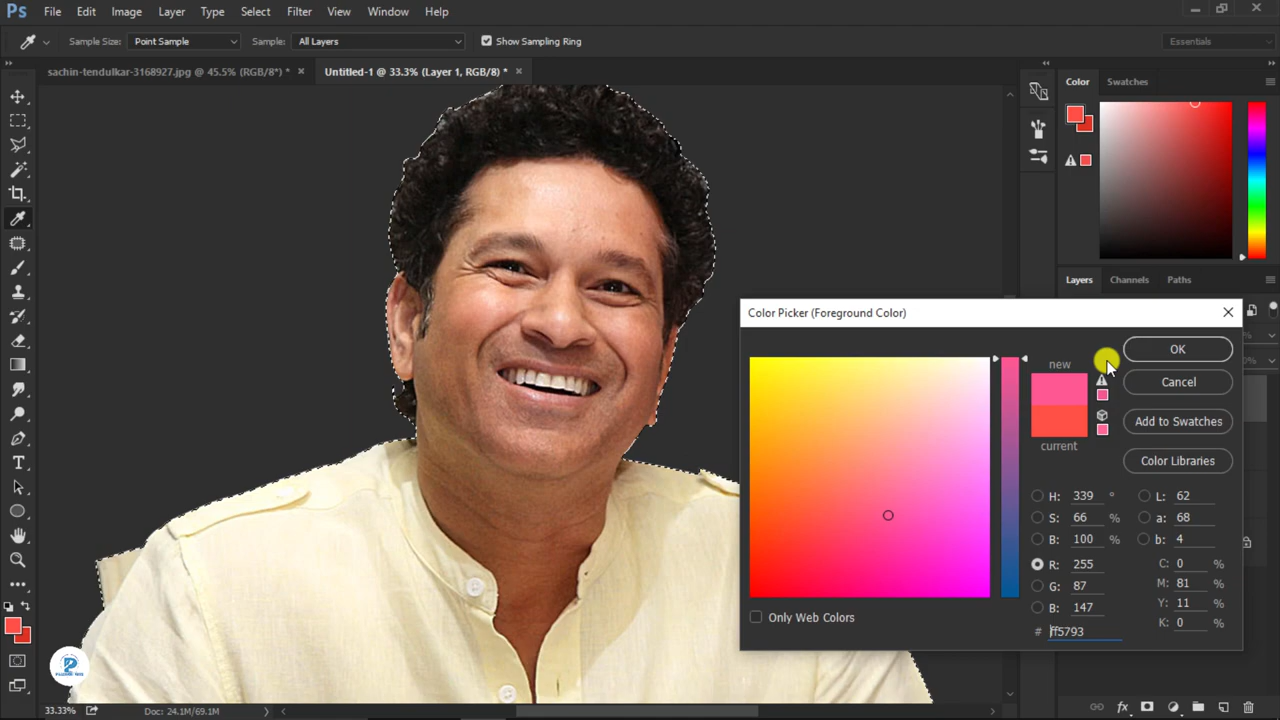 Ps File Edit Image Layer Type Select Filter View Window Help
Sample Size: Point Sample Sample: All Layers Show Sampling Ring Essentials
sachin-tendulkar-3168927.jpg @ 45.5% (RGB/8*) * × Untitled-1 @ 33.3% (Layer 1, RGB/8) * ×
Color Swatches
Layers Channels Paths
Color Picker (Foreground Color)
OK
new
Cancel
Add to Swatches
current
Color Libraries
H: 339 °
L: 62
S: 66 %
a: 68
B: 100 %
b: 4
R: 255
C: 0 %
G: 87
M: 81 %
B: 147
Y: 11 %
K: 0 %
# ff5793
Only Web Colors
33.33% Doc: 24.1M/69.1M
fx